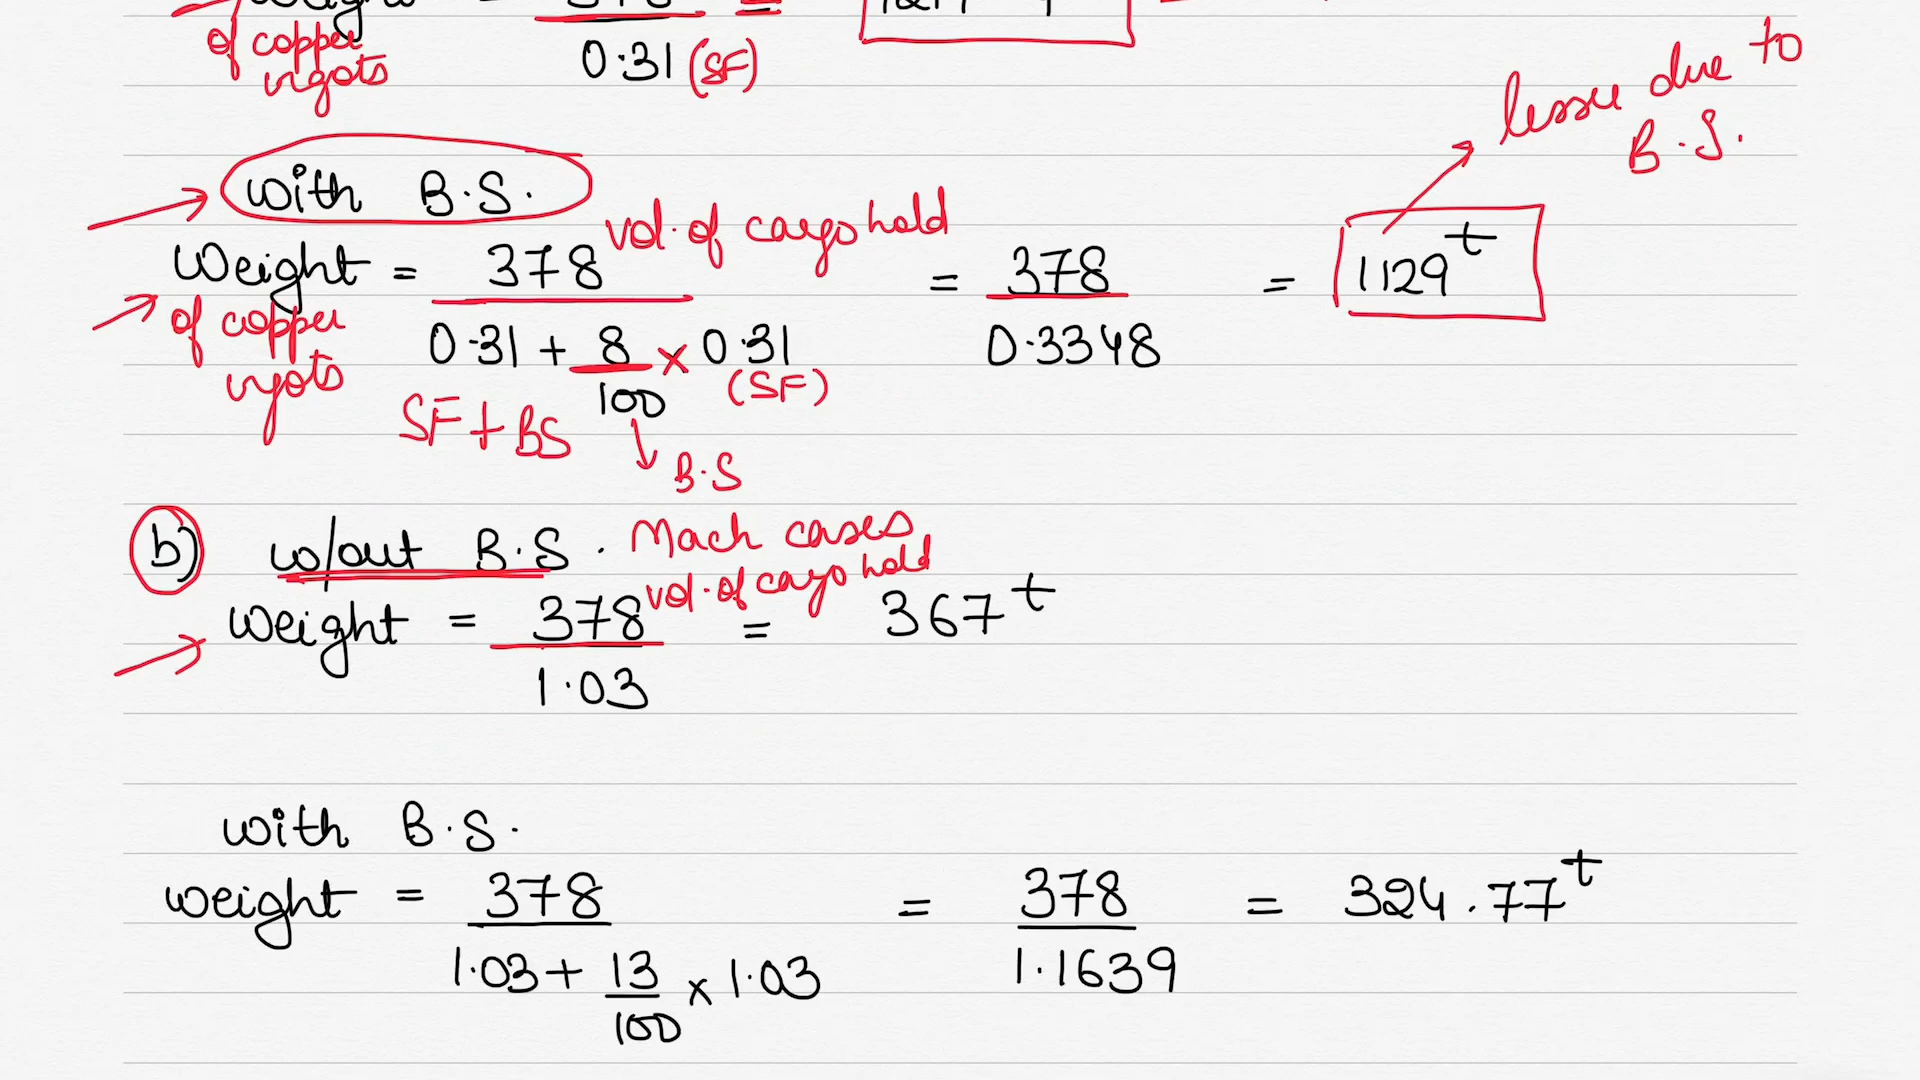 of copper
0.31 (SF)
ingots
lesser due to
B.S.
with B.S.
vol. of cargo hold
Weight = 378 = 378 = 1129 t
of copper
0.31 + 8 x 0.31 0.3348
ingots
100 (SF)
SF + BS
B.S
b) w/out B.S. Mach cases
vol. of cargo hold
weight = 378 = 367 t
1.03
with B.S.
weight = 378 = 378 = 324.77 t
1.03 + 13 x 1.03 1.1639
100